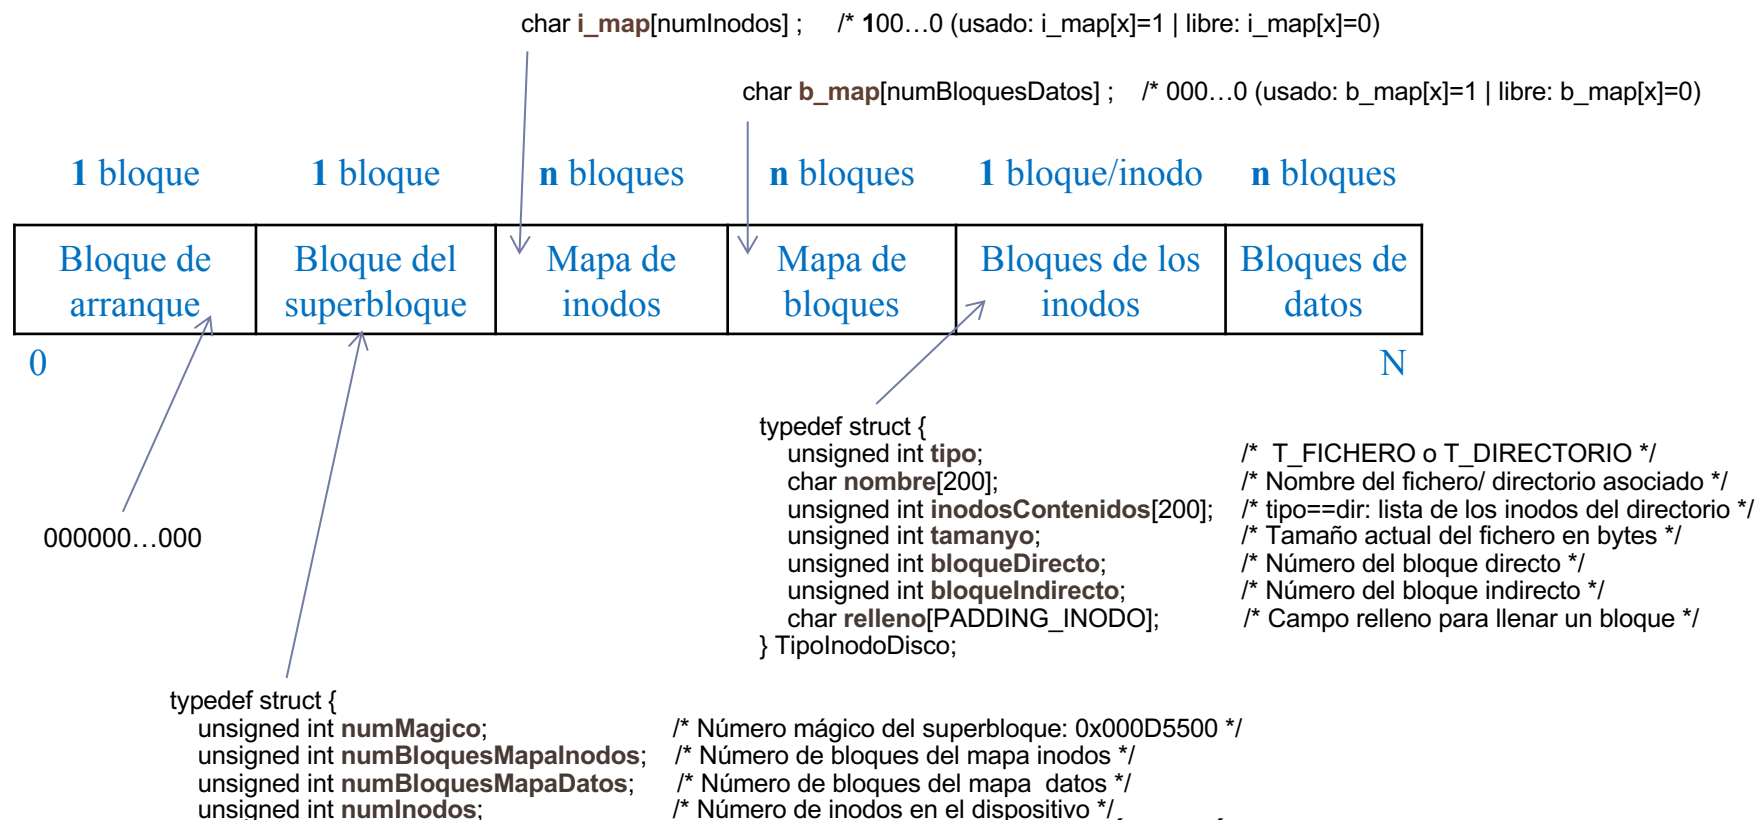 char i_map[numInodos] ; /* 100…0 (usado: i_map[x]=1 | libre: i_map[x]=0)
char b_map[numBloquesDatos] ; /* 000…0 (usado: b_map[x]=1 | libre: b_map[x]=0)
1 bloque 1 bloque n bloques n bloques 1 bloque/inodo n bloques
Bloque de Bloque del Mapa de Mapa de Bloques de los Bloques de
arranque superbloque inodos bloques inodos datos
0 N
typedef struct {
unsigned int tipo; /* T_FICHERO o T_DIRECTORIO */
char nombre[200]; /* Nombre del fichero/ directorio asociado */
unsigned int inodosContenidos[200]; /* tipo==dir: lista de los inodos del directorio */
unsigned int tamanyo; /* Tamaño actual del fichero en bytes */
unsigned int bloqueDirecto; /* Número del bloque directo */
unsigned int bloqueIndirecto; /* Número del bloque indirecto */
char relleno[PADDING_INODO]; /* Campo relleno para llenar un bloque */
} TipoInodoDisco;
000000…000
typedef struct {
unsigned int numMagico; /* Número mágico del superbloque: 0x000D5500 */
unsigned int numBloquesMapaInodos; /* Número de bloques del mapa inodos */
unsigned int numBloquesMapaDatos; /* Número de bloques del mapa datos */
unsigned int numInodos; /* Número de inodos en el dispositivo */